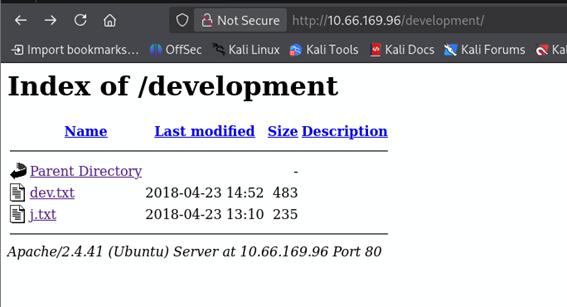 Not Secure http://10.66.169.96/development/
Import bookmarks… OffSec Kali Linux Kali Tools Kali Docs Kali Forums Ka
Index of /development
Name Last modified Size Description
Parent Directory -
dev.txt 2018-04-23 14:52 483
j.txt 2018-04-23 13:10 235
Apache/2.4.41 (Ubuntu) Server at 10.66.169.96 Port 80